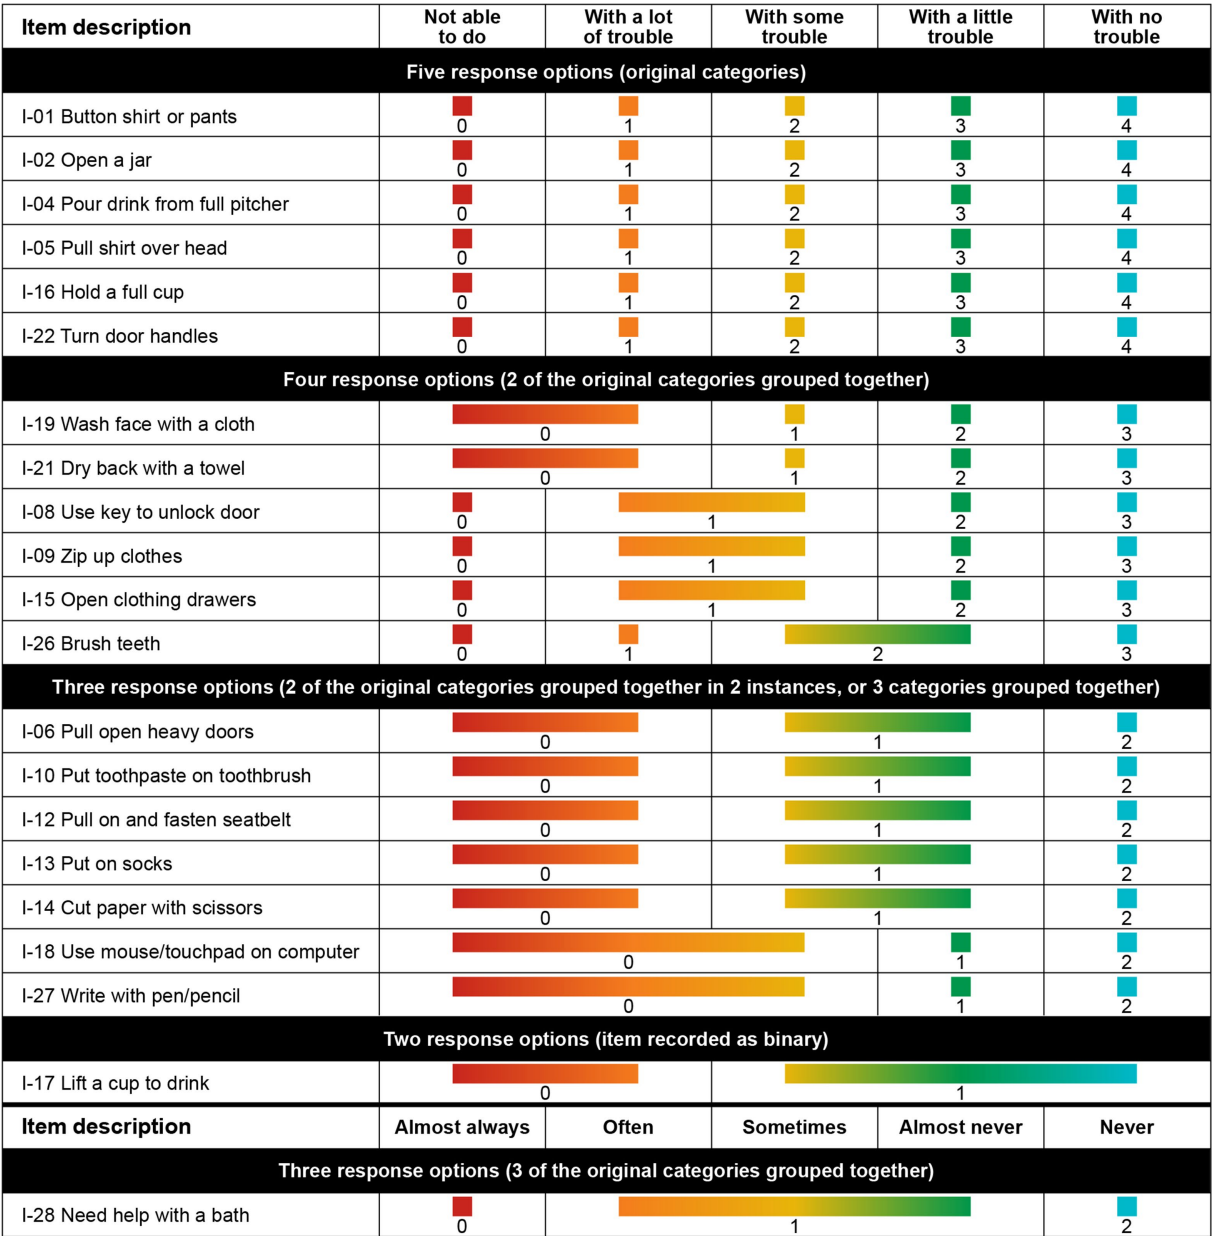 Item description Not able to do With a lot of trouble With some trouble With a little trouble With no trouble
Five response options (original categories)
I-01 Button shirt or pants 0 1 2 3 4
I-02 Open a jar 0 1 2 3 4
I-04 Pour drink from full pitcher 0 1 2 3 4
I-05 Pull shirt over head 0 1 2 3 4
I-16 Hold a full cup 0 1 2 3 4
I-22 Turn door handles 0 1 2 3 4
Four response options (2 of the original categories grouped together)
I-19 Wash face with a cloth 0 1 2 3
I-21 Dry back with a towel 0 1 2 3
I-08 Use key to unlock door 0 1 2 3
I-09 Zip up clothes 0 1 2 3
I-15 Open clothing drawers 0 1 2 3
I-26 Brush teeth 0 1 2 3
Three response options (2 of the original categories grouped together in 2 instances, or 3 categories grouped together)
I-06 Pull open heavy doors 0 1 2
I-10 Put toothpaste on toothbrush 0 1 2
I-12 Pull on and fasten seatbelt 0 1 2
I-13 Put on socks 0 1 2
I-14 Cut paper with scissors 0 1 2
I-18 Use mouse/touchpad on computer 0 1 2
I-27 Write with pen/pencil 0 1 2
Two response options (item recorded as binary)
I-17 Lift a cup to drink 0 1
Item description Almost always Often Sometimes Almost never Never
Three response options (3 of the original categories grouped together)
I-28 Need help with a bath 0 1 2